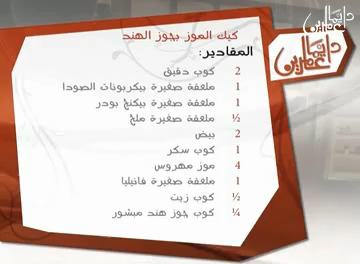 كيك الموز بجوز الهند
المقادير:
2 كوب دقيق
1 ملعقة صغيرة بيكربونات الصودا
1 ملعقة صغيرة بيكنج بودر
½ ملعقة صغيرة ملح
2 بيض
1 كوب سكر
4 موز مهروس
1 ملعقة صغيرة فانيليا
½ كوب زيت
¼ كوب جوز هند مبشور